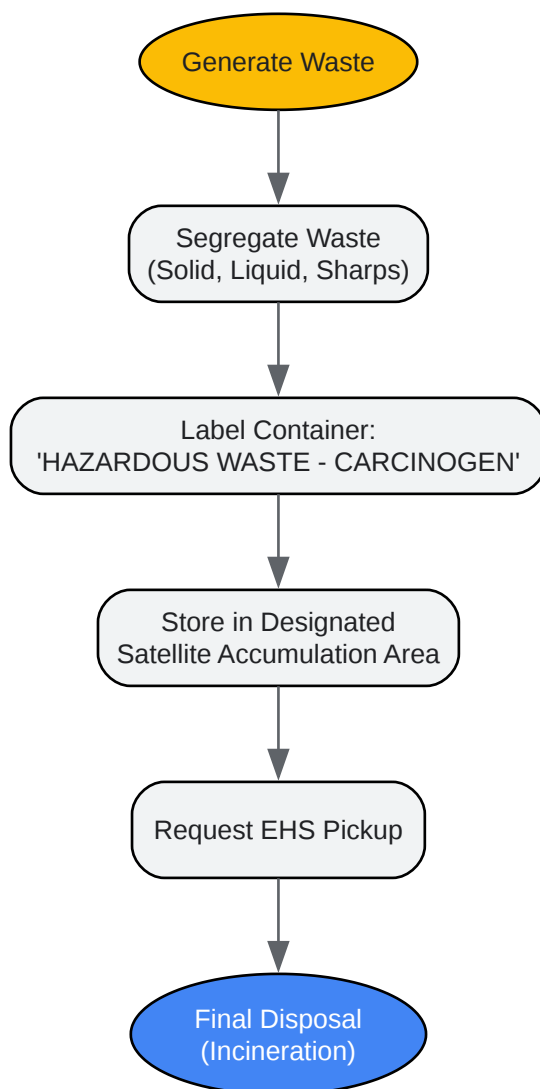 Generate Waste
Segregate Waste
(Solid, Liquid, Sharps)
Label Container:
'HAZARDOUS WASTE - CARCINOGEN'
Store in Designated
Satellite Accumulation Area
Request EHS Pickup
Final Disposal
(Incineration)